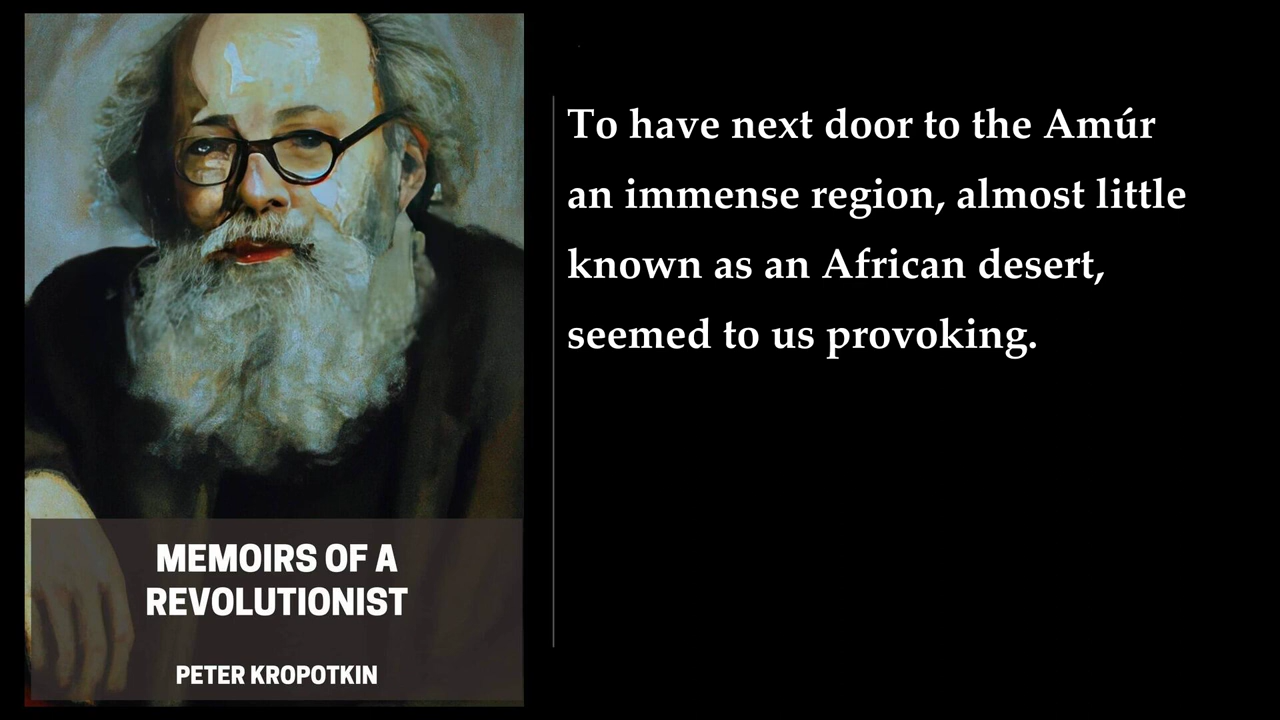 MEMOIRS OF A
REVOLUTIONIST
PETER KROPOTKIN
To have next door to the Amúr
an immense region, almost little
known as an African desert,
seemed to us provoking.